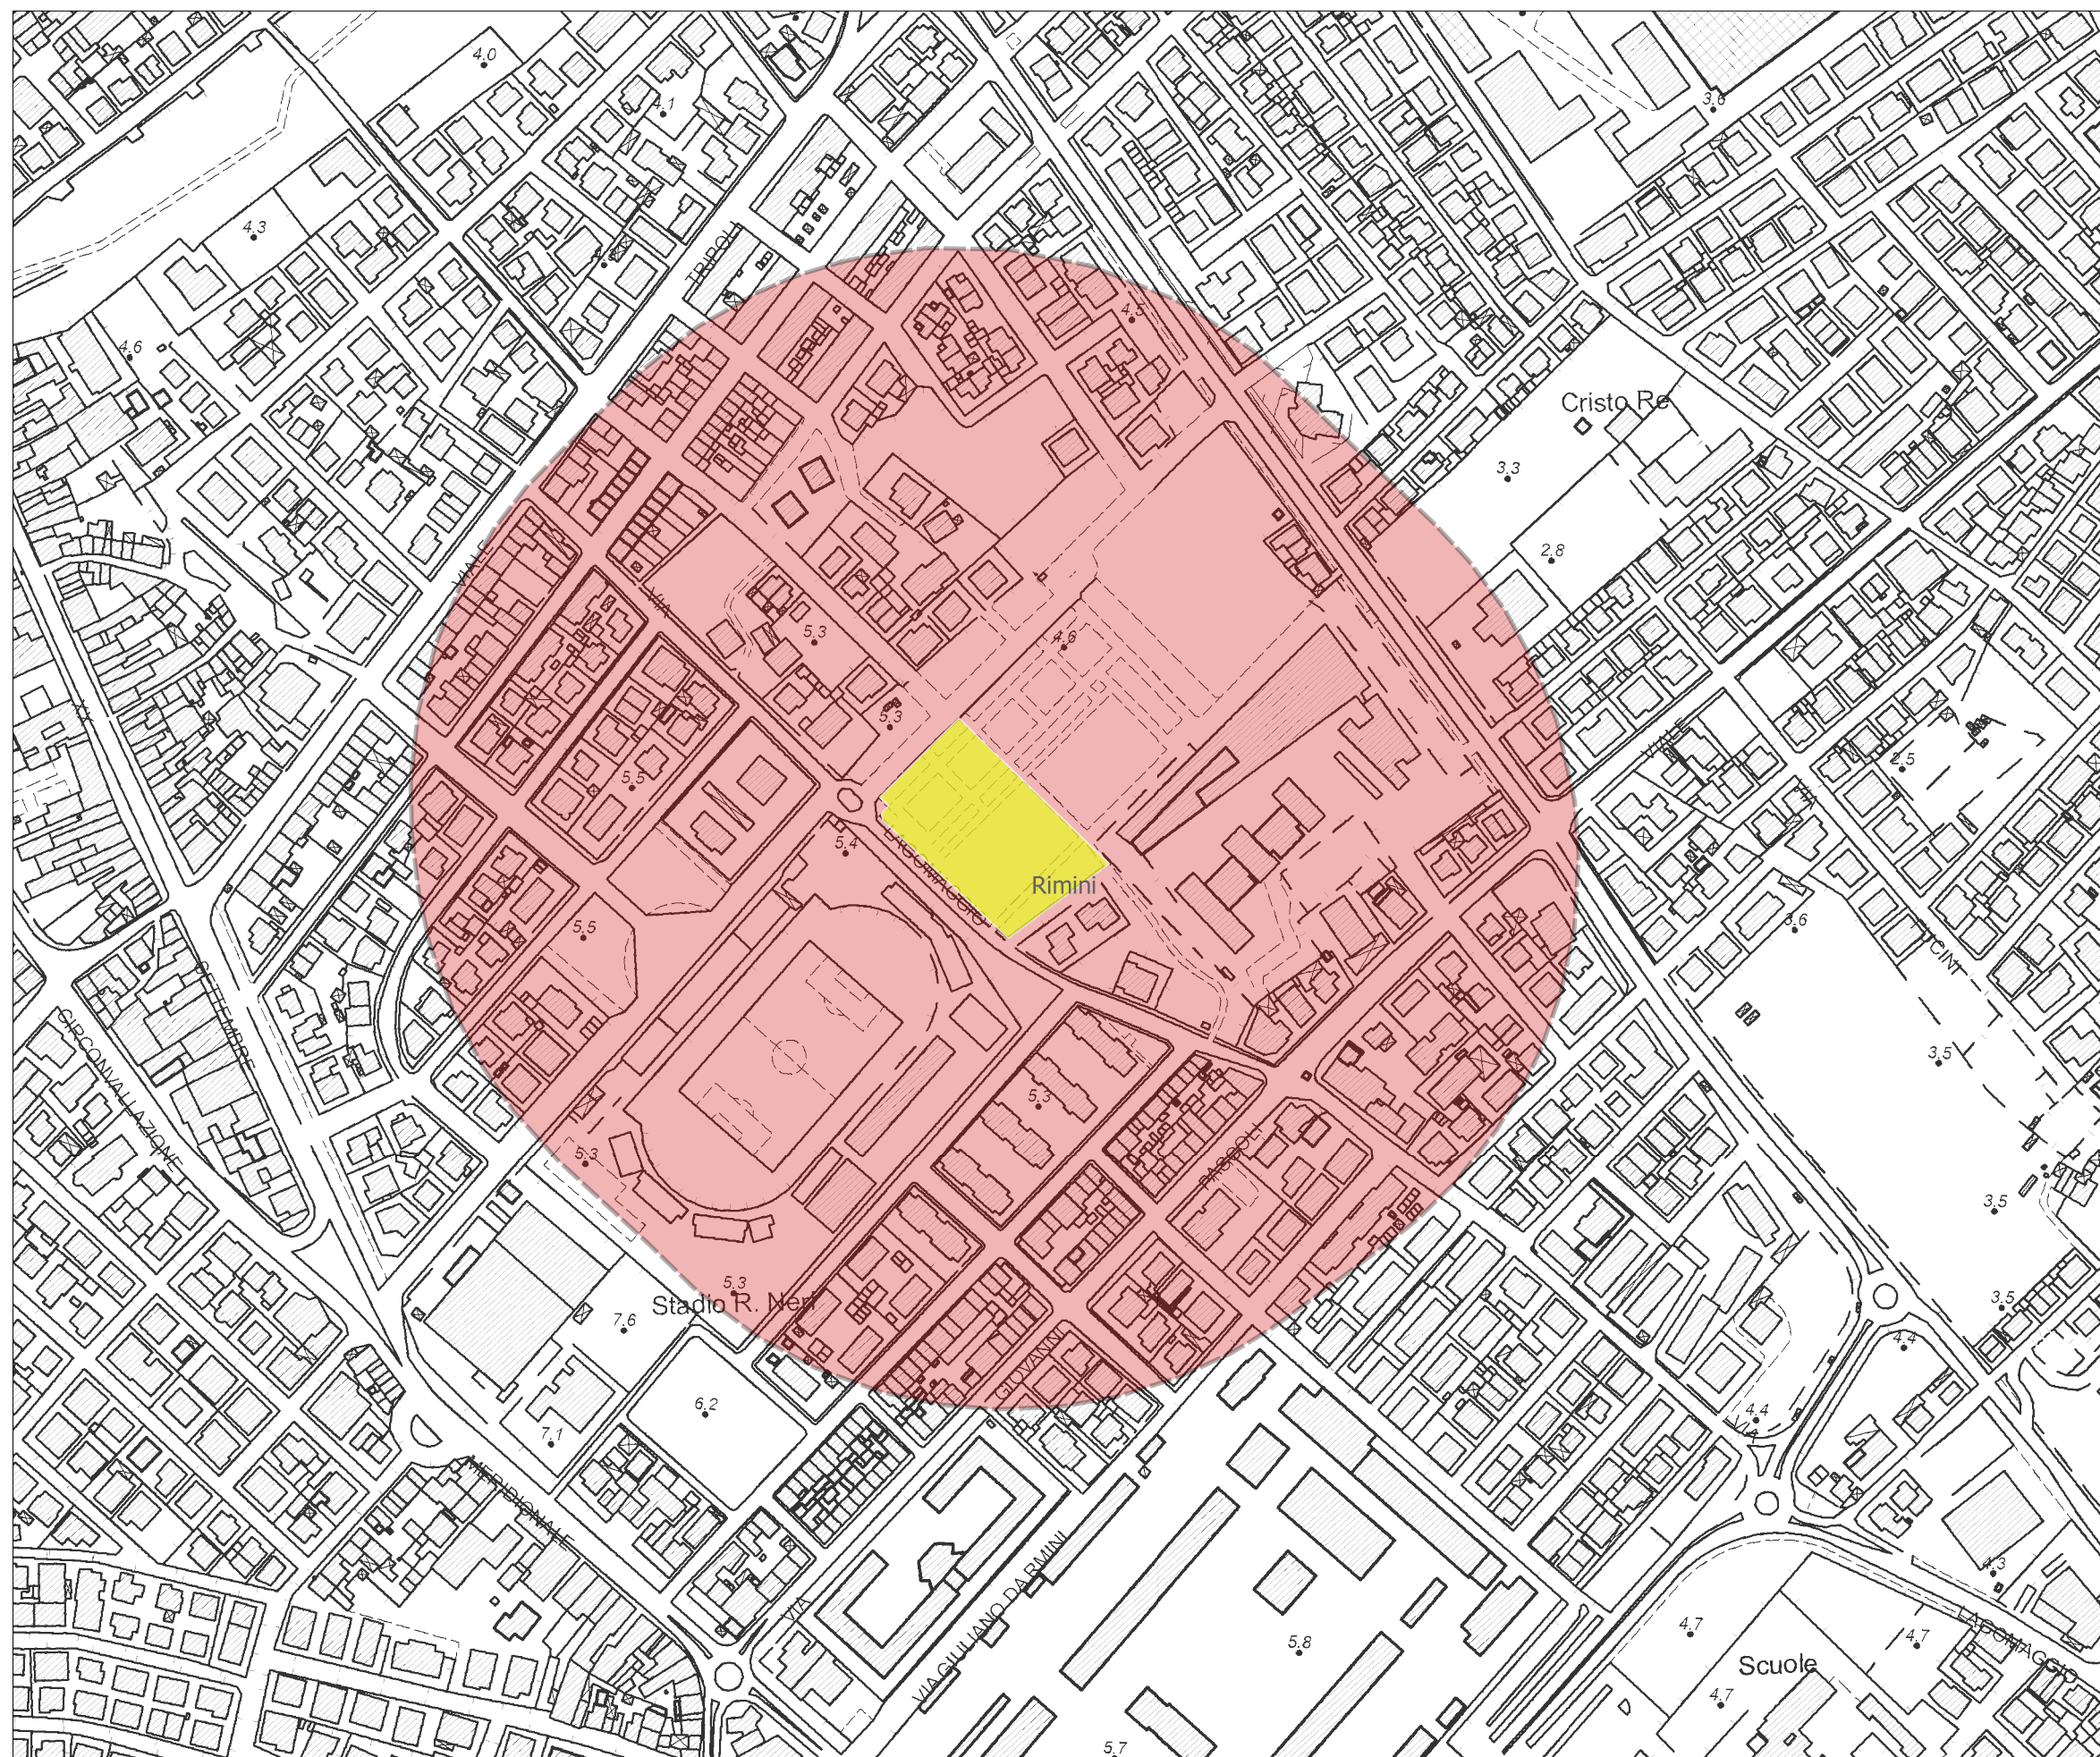 4.0
4.1
3.6
4.3
TRIPOLI
4.5
4.6
Cristo Re
3.3
2.8
VIALE
VIA
5.3
4.6
5.3
VIALE
2.5
VIA
5.5
5.4
LAGOMAGGIO
Rimini
3.6
5.5
SETTEMBRE
CIRCONVALLAZIONE
3.5
5.3
PASCOLI
5.3
3.5
5.3
Stadio R. Neri
7.6
3.5
4.4
GIOVANNI
6.2
4.4
VIA
7.1
MERIDIONALE
4.3
VIA
VIA GIULIANO DA RIMINI
LAGOMAGGIO
4.7
4.7
5.8
Scuole
4.7
5.7